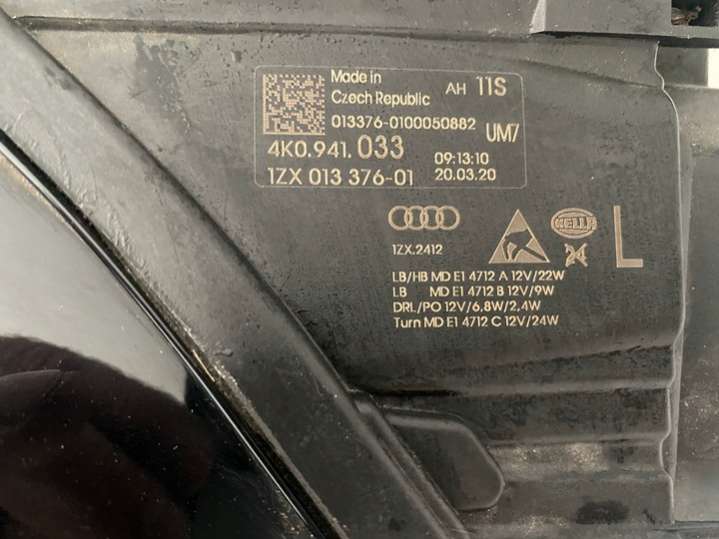 Made in
Czech Republic
AH 11S
013376-0100050882
UM7
4K0.941. 033
09:13:10
1ZX 013 376-01
20.03.20
HELLA
1ZX.2412
24
L
LB/HB MD E1 4712 A 12V/22W
LB MD E1 4712 B 12V/9W
DRL/PO 12V/6,8W/2,4W
Turn MD E1 4712 C 12V/24W